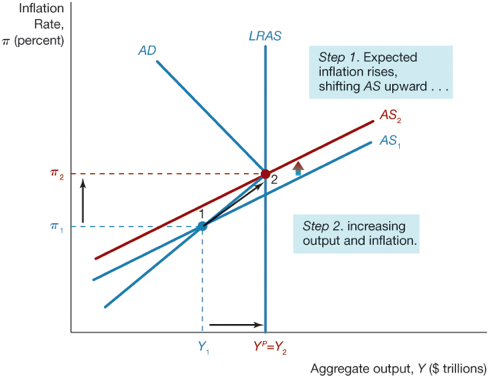 Inflation
Rate,
π (percent)
AD
LRAS
Step 1. Expected
inflation rises,
shifting AS upward . . .
AS₂
AS₁
π₂
2
1
π₁
Step 2. increasing
output and inflation.
Y₁
Yᴾ=Y₂
Aggregate output, Y ($ trillions)